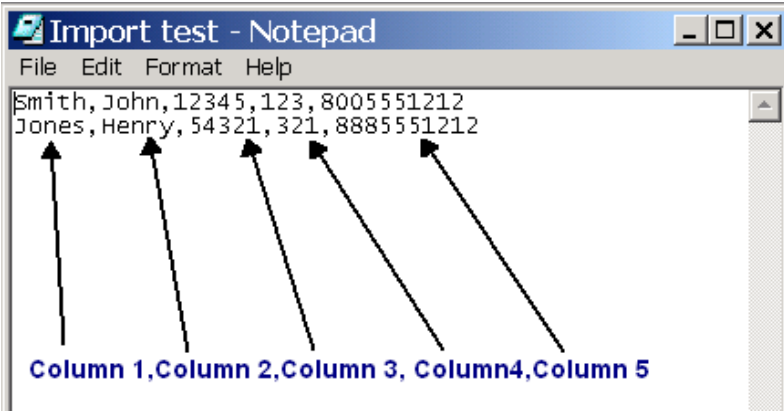 Import test - Notepad
File Edit Format Help
Smith,John,12345,123,8005551212
Jones,Henry,54321,321,8885551212
Column 1,Column 2,Column 3, Column4,Column 5